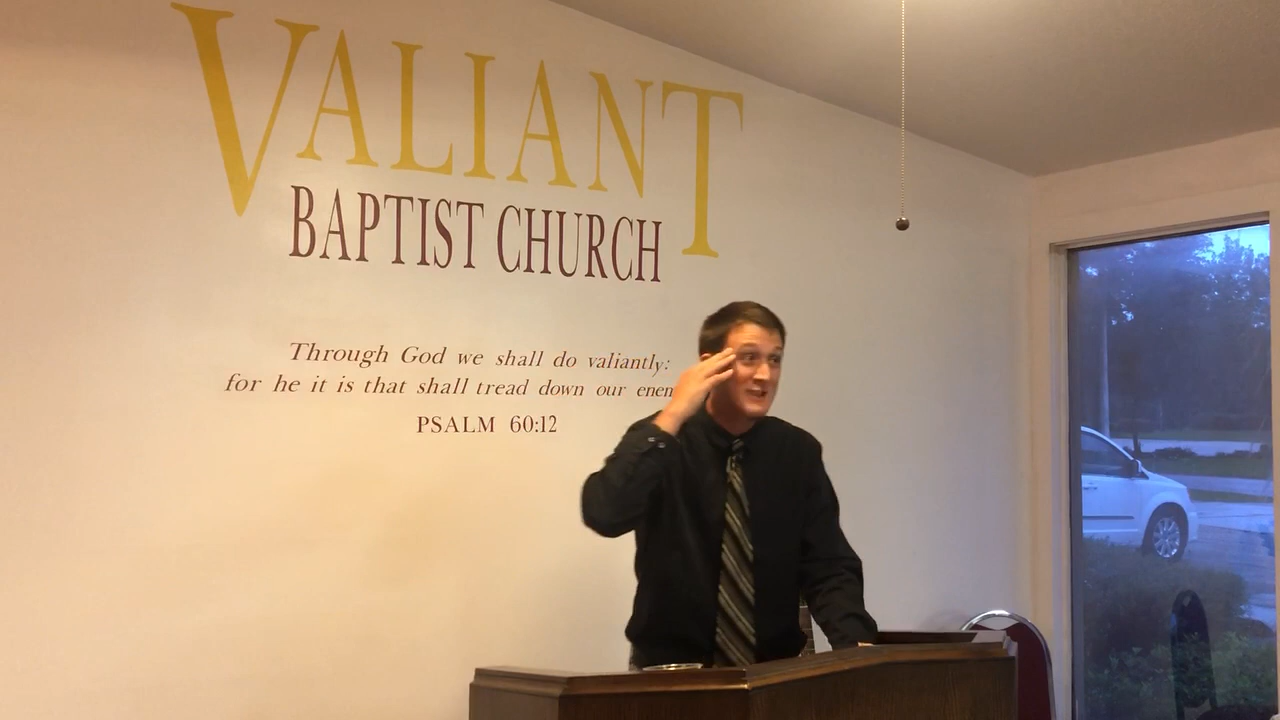 VALIANT
BAPTIST CHURCH
Through God we shall do valiantly:
for he it is that shall tread down our
PSALM 60:12